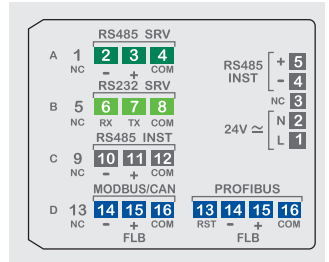 RS485 SRV
A 1 2 3 4
NC - + COM
RS232 SRV
B 5 6 7 8
NC RX TX COM
RS485 INST
C 9 10 11 12
NC - + COM
MODBUS/CAN
D 13 14 15 16
NC - + COM
FLB
PROFIBUS
13 14 15 16
RST - + COM
FLB
RS485 INST
+ 5
- 4
NC 3
24V ≃
N 2
L 1